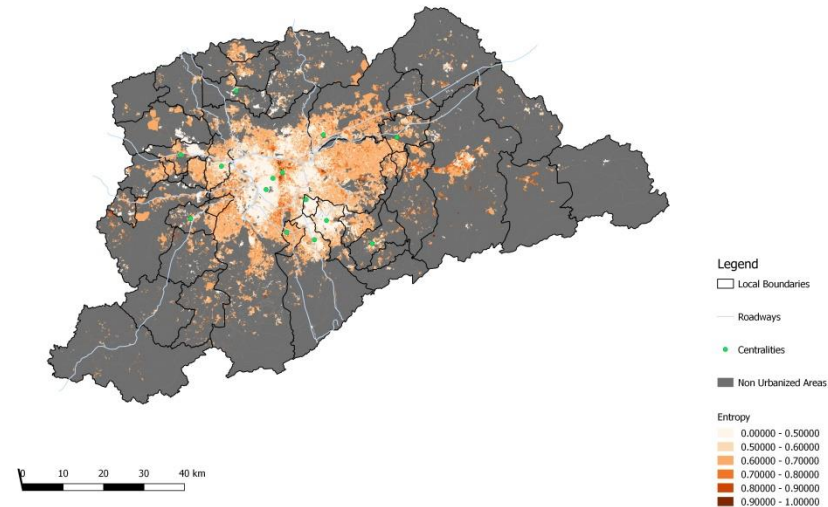 Legend
Local Boundaries
Roadways
Centralities
Non Urbanized Areas
Entropy
0.00000 - 0.50000
0.50000 - 0.60000
0.60000 - 0.70000
0.70000 - 0.80000
0.80000 - 0.90000
0.90000 - 1.00000
0 10 20 30 40 km